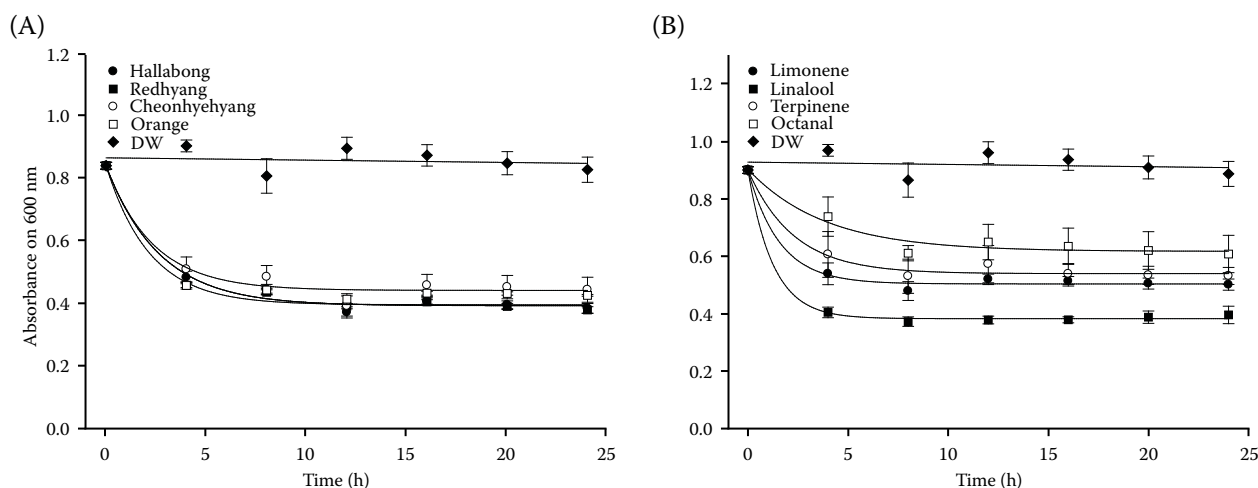 (A)
Absorbance on 600 nm
1.2
1.0
0.8
0.6
0.4
0.2
0.0
Hallabong
Redhyang
Cheonhyehyang
Orange
DW
0 5 10 15 20 25
Time (h)
(B)
1.2
1.0
0.8
0.6
0.4
0.2
0.0
Limonene
Linalool
Terpinene
Octanal
DW
0 5 10 15 20 25
Time (h)